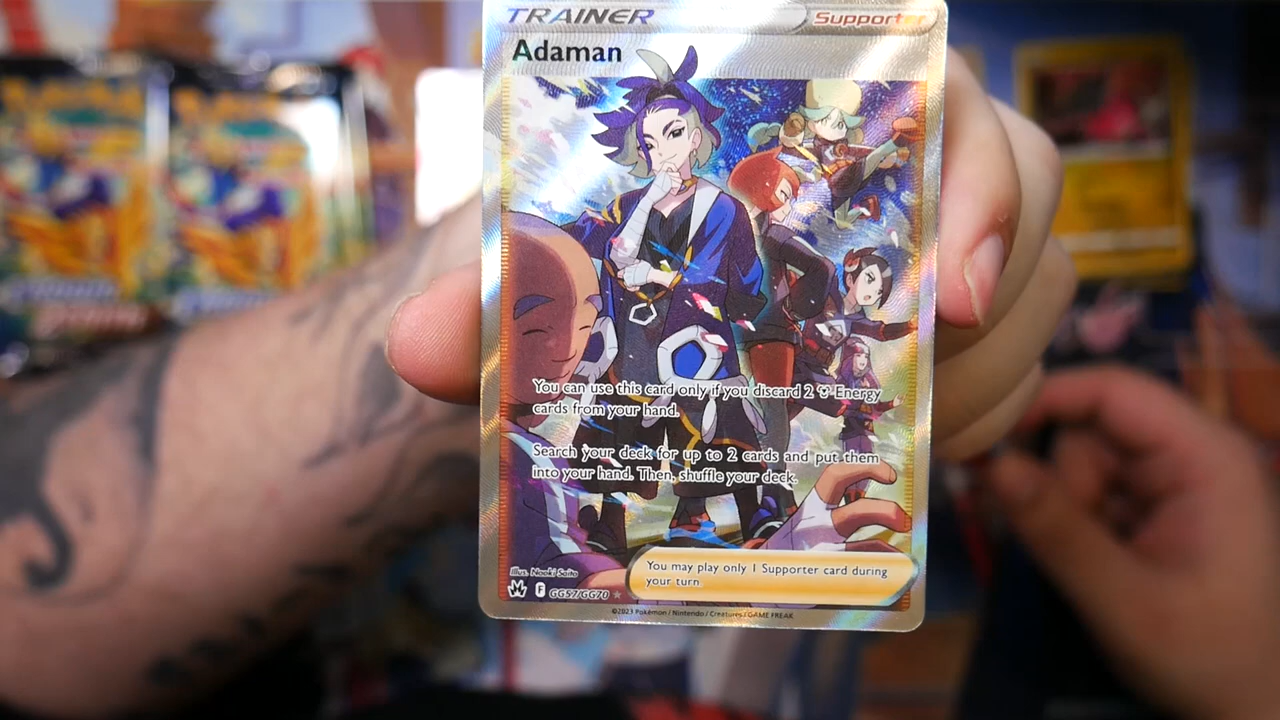 TRAINER Supporter
Adaman
You can use this card only if you discard 2 Energy
cards from your hand.
Search your deck for up to 2 cards and put them
into your hand. Then, shuffle your deck.
You may play only 1 Supporter card during
your turn.
Illus. Naoki Saito
F GG57/GG70
©2023 Pokémon / Nintendo / Creatures / GAME FREAK